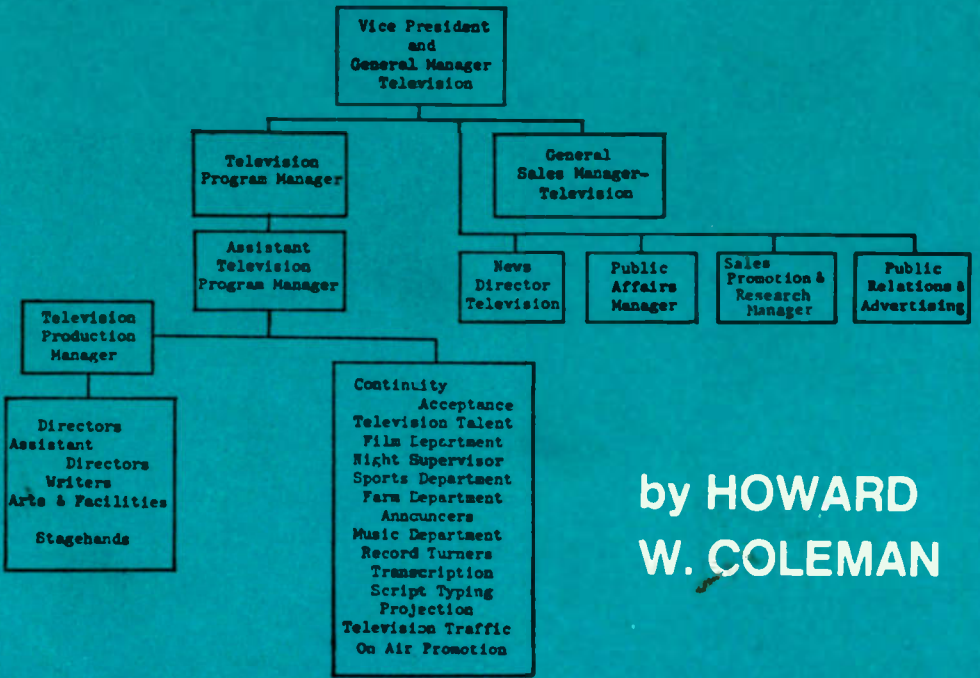 Vice President
and
General Manager
Television
Television
Program Manager
General
Sales Manager-
Television
Assistant
Television
Program Manager
News
Director
Television
Public
Affairs
Manager
Sales
Promotion &
Research
Manager
Public
Relations &
Advertising
Television
Production
Manager
Directors
Assistant
Directors
Writers
Arts & Facilities
Stagehands
Continuity
Acceptance
Television Talent
Film Department
Night Supervisor
Sports Department
Farm Department
Announcers
Music Department
Record Turners
Transcription
Script Typing
Projection
Television Traffic
On Air Promotion
by HOWARD
W. COLEMAN